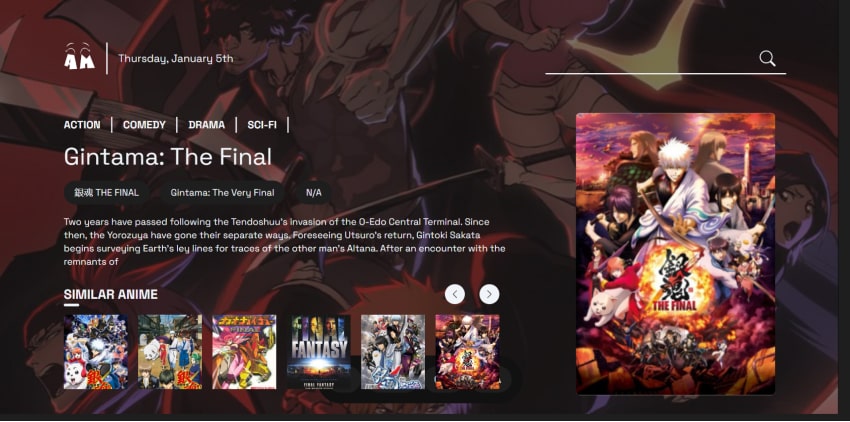 AM
Thursday, January 5th
ACTION
COMEDY
DRAMA
SCI-FI
Gintama: The Final
銀魂 THE FINAL
Gintama: The Very Final
N/A
Two years have passed following the Tendoshuu's invasion of the O-Edo Central Terminal. Since
then, the Yorozuya have gone their separate ways. Foreseeing Utsuro's return, Gintoki Sakata
begins surveying Earth's ley lines for traces of the other man's Altana. After an encounter with the
remnants of
SIMILAR ANIME
FINAL
FANTASY
FINAL FANTASY
銀魂
THE FINAL